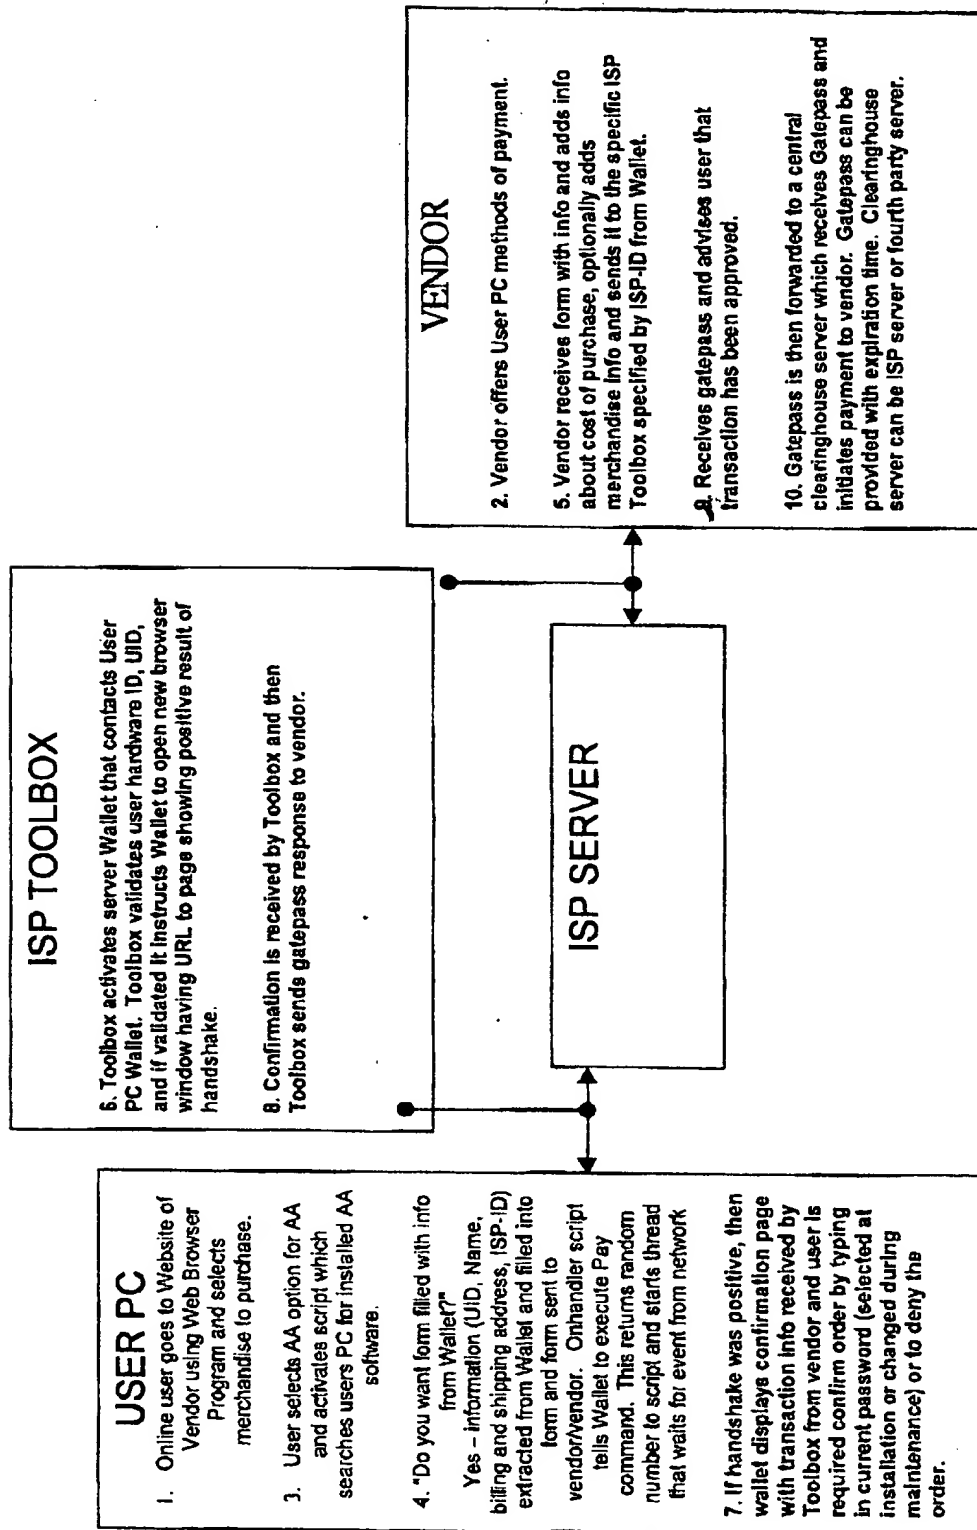 USER PC
1. Online user goes to Website of
Vendor using Web Browser
Program and selects
merchandise to purchase.
3. User selects AA option for AA
and activates script which
searches users PC for installed AA
software.
4. "Do you want form filled with info
from Wallet?"
Yes – information (UID, Name,
billing and shipping address, ISP-ID)
extracted from Wallet and filled into
form and form sent to
vendor/vendor. Onhandler script
tells Wallet to execute Pay
command. This returns random
number to script and starts thread
that waits for event from network
7. If handshake was positive, then
wallet displays confirmation page
with transaction info received by
Toolbox from vendor and user is
required confirm order by typing
in current password (selected at
installation or changed during
maintenance) or to deny the
order.
ISP TOOLBOX
6. Toolbox activates server Wallet that contacts User
PC Wallet. Toolbox validates user hardware ID, UID,
and if validated it instructs Wallet to open new browser
window having URL to page showing positive result of
handshake.
8. Confirmation is received by Toolbox and then
Toolbox sends gatepass response to vendor.
ISP SERVER
VENDOR
2. Vendor offers User PC methods of payment.
5. Vendor receives form with info and adds info
about cost of purchase, optionally adds
merchandise info and sends it to the specific ISP
Toolbox specified by ISP-ID from Wallet.
9. Receives gatepass and advises user that
transaction has been approved.
10. Gatepass is then forwarded to a central
clearinghouse server which receives Gatepass and
initiates payment to vendor. Gatepass can be
provided with expiration time. Clearinghouse
server can be ISP server or fourth party server.